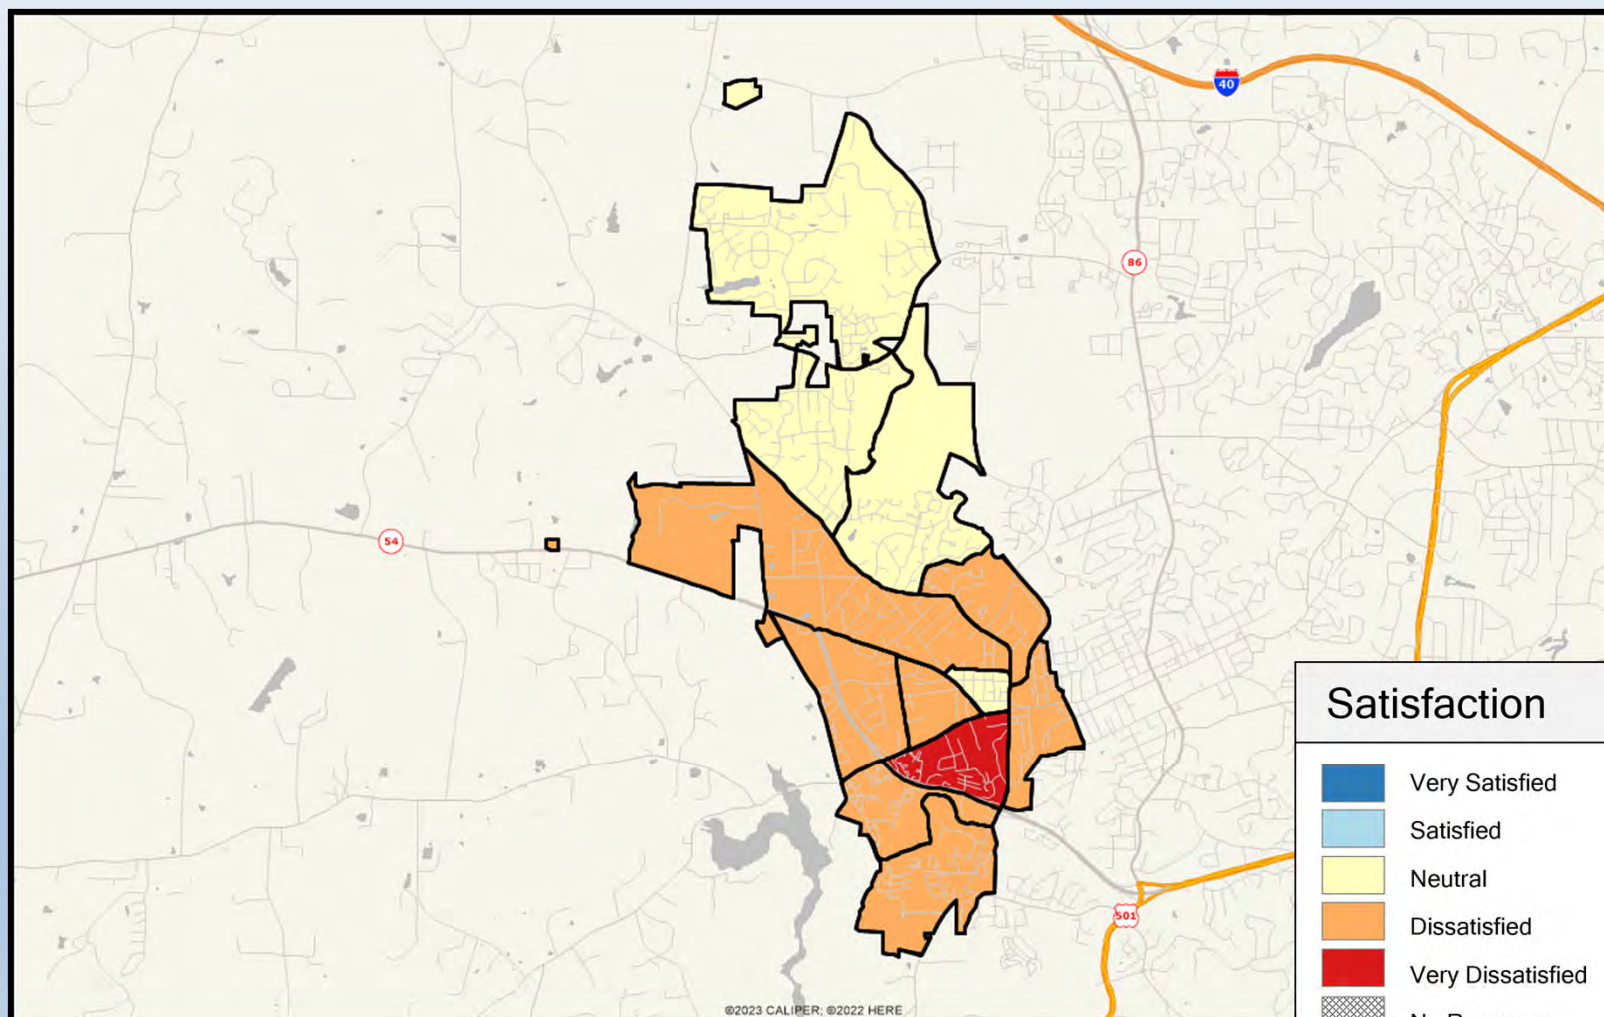 40
86
54
Satisfaction
Very Satisfied
Satisfied
Neutral
Dissatisfied
501
Very Dissatisfied
©2023 CALIPER; ©2022 HERE